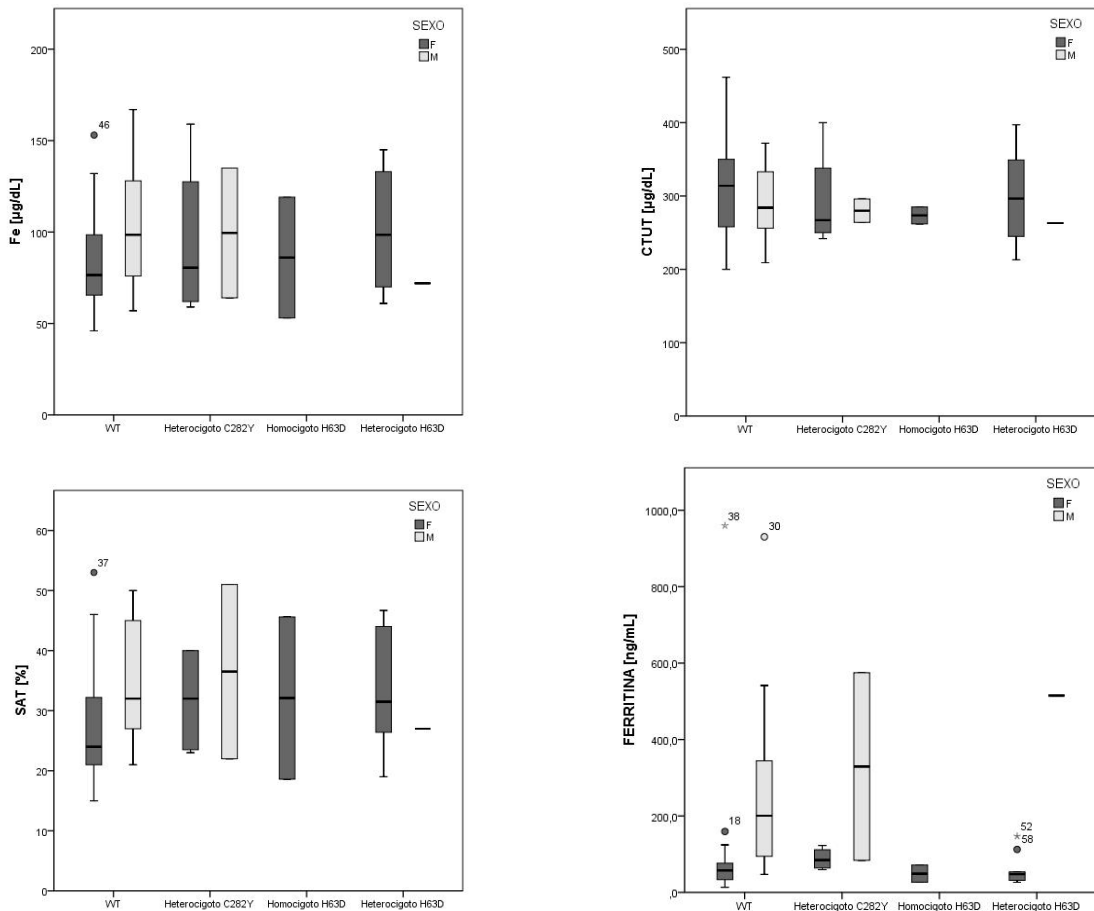 SEXO
F
M
200
150
100
50
0
Fe [µg/dL]
46
WT
Heterocigoto C282Y
Homocigoto H63D
Heterocigoto H63D
SEXO
F
M
500
400
300
200
100
0
CTUT [µg/dL]
WT
Heterocigoto C282Y
Homocigoto H63D
Heterocigoto H63D
SEXO
F
M
60
50
40
30
20
10
0
SAT [%]
37
WT
Heterocigoto C282Y
Homocigoto H63D
Heterocigoto H63D
SEXO
F
M
1000,0
800,0
600,0
400,0
200,0
,0
FERRITINA [ng/mL]
38
30
18
52
58
WT
Heterocigoto C282Y
Homocigoto H63D
Heterocigoto H63D